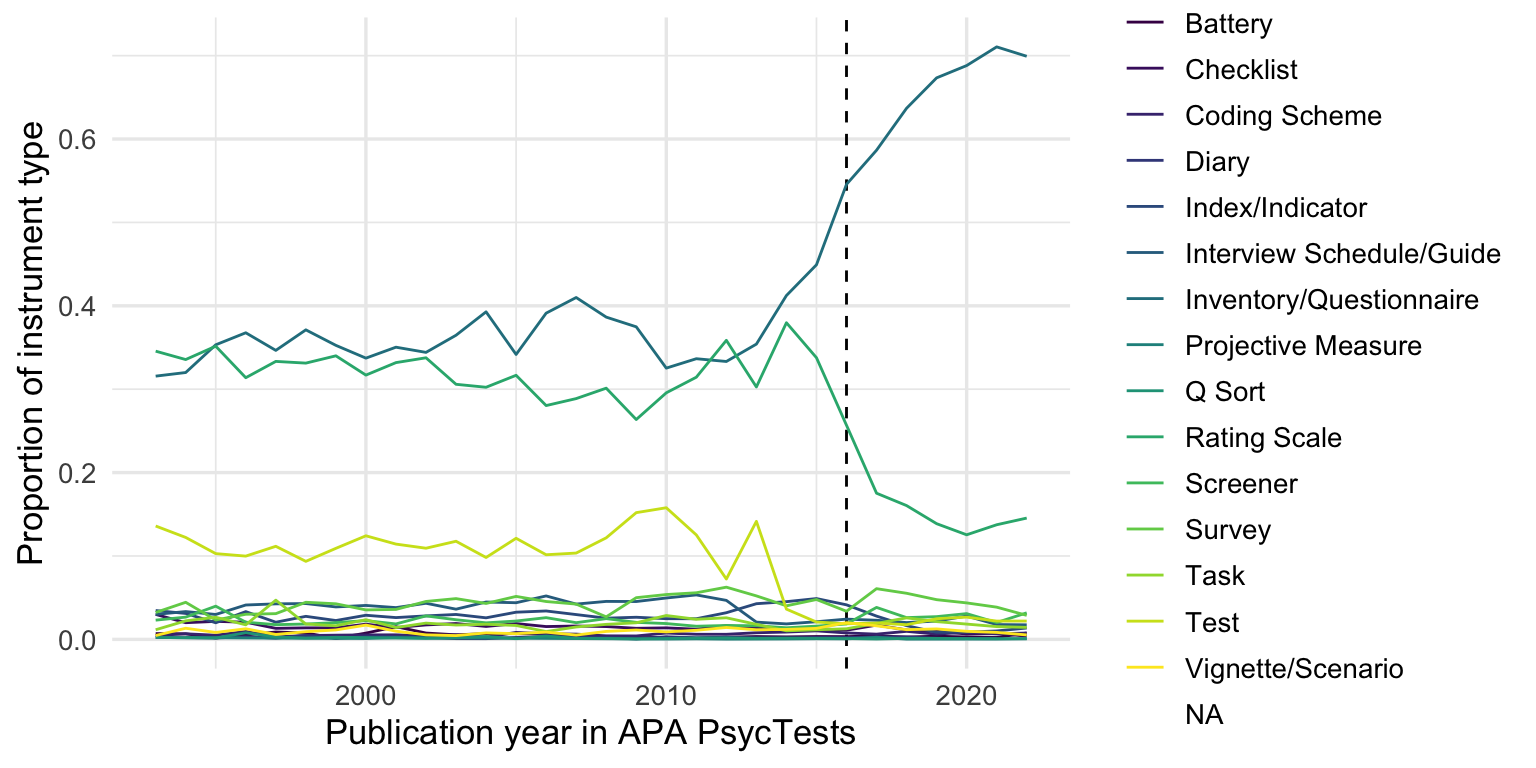 Proportion of instrument type
0.6
0.4
0.2
0.0
2000 2010 2020
Publication year in APA PsycTests
Battery
Checklist
Coding Scheme
Diary
Index/Indicator
Interview Schedule/Guide
Inventory/Questionnaire
Projective Measure
Q Sort
Rating Scale
Screener
Survey
Task
Test
Vignette/Scenario
NA